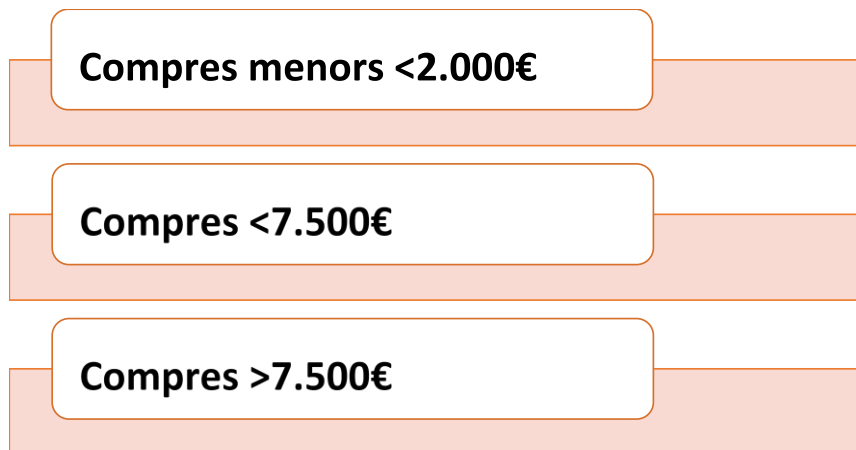 Compres menors <2.000€
Compres <7.500€
Compres >7.500€